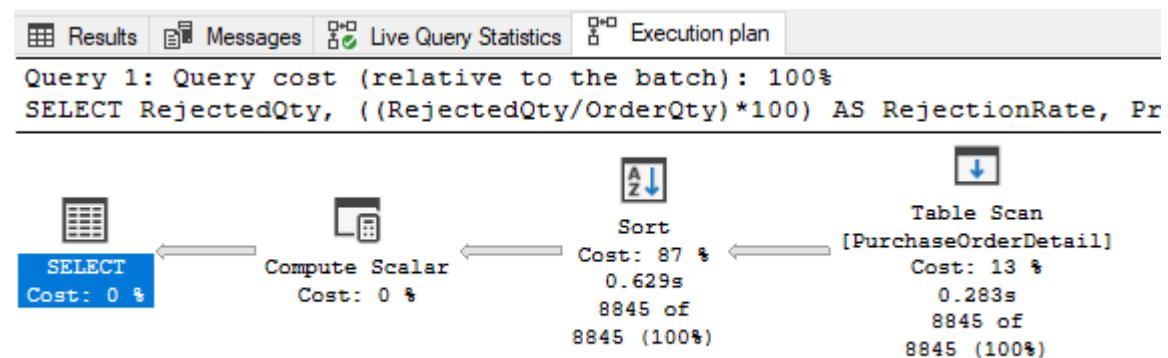 Results Messages Live Query Statistics Execution plan
Query 1: Query cost (relative to the batch): 100%
SELECT RejectedQty, ((RejectedQty/OrderQty)*100) AS RejectionRate, Pr
SELECT
Cost: 0 %
Compute Scalar
Cost: 0 %
Sort
Cost: 87 %
0.629s
8845 of
8845 (100%)
Table Scan
[PurchaseOrderDetail]
Cost: 13 %
0.283s
8845 of
8845 (100%)